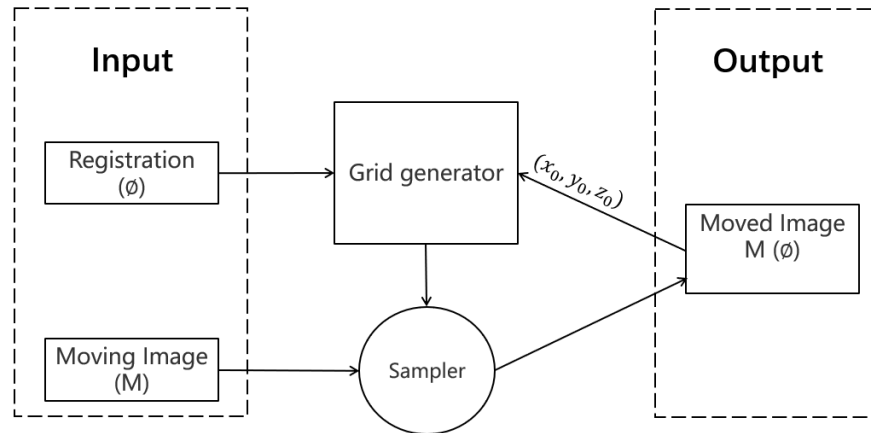 Input
Output
Registration
(ø)
Grid generator
(x₀, y₀, z₀)
Moved Image
M (ø)
Moving Image
(M)
Sampler